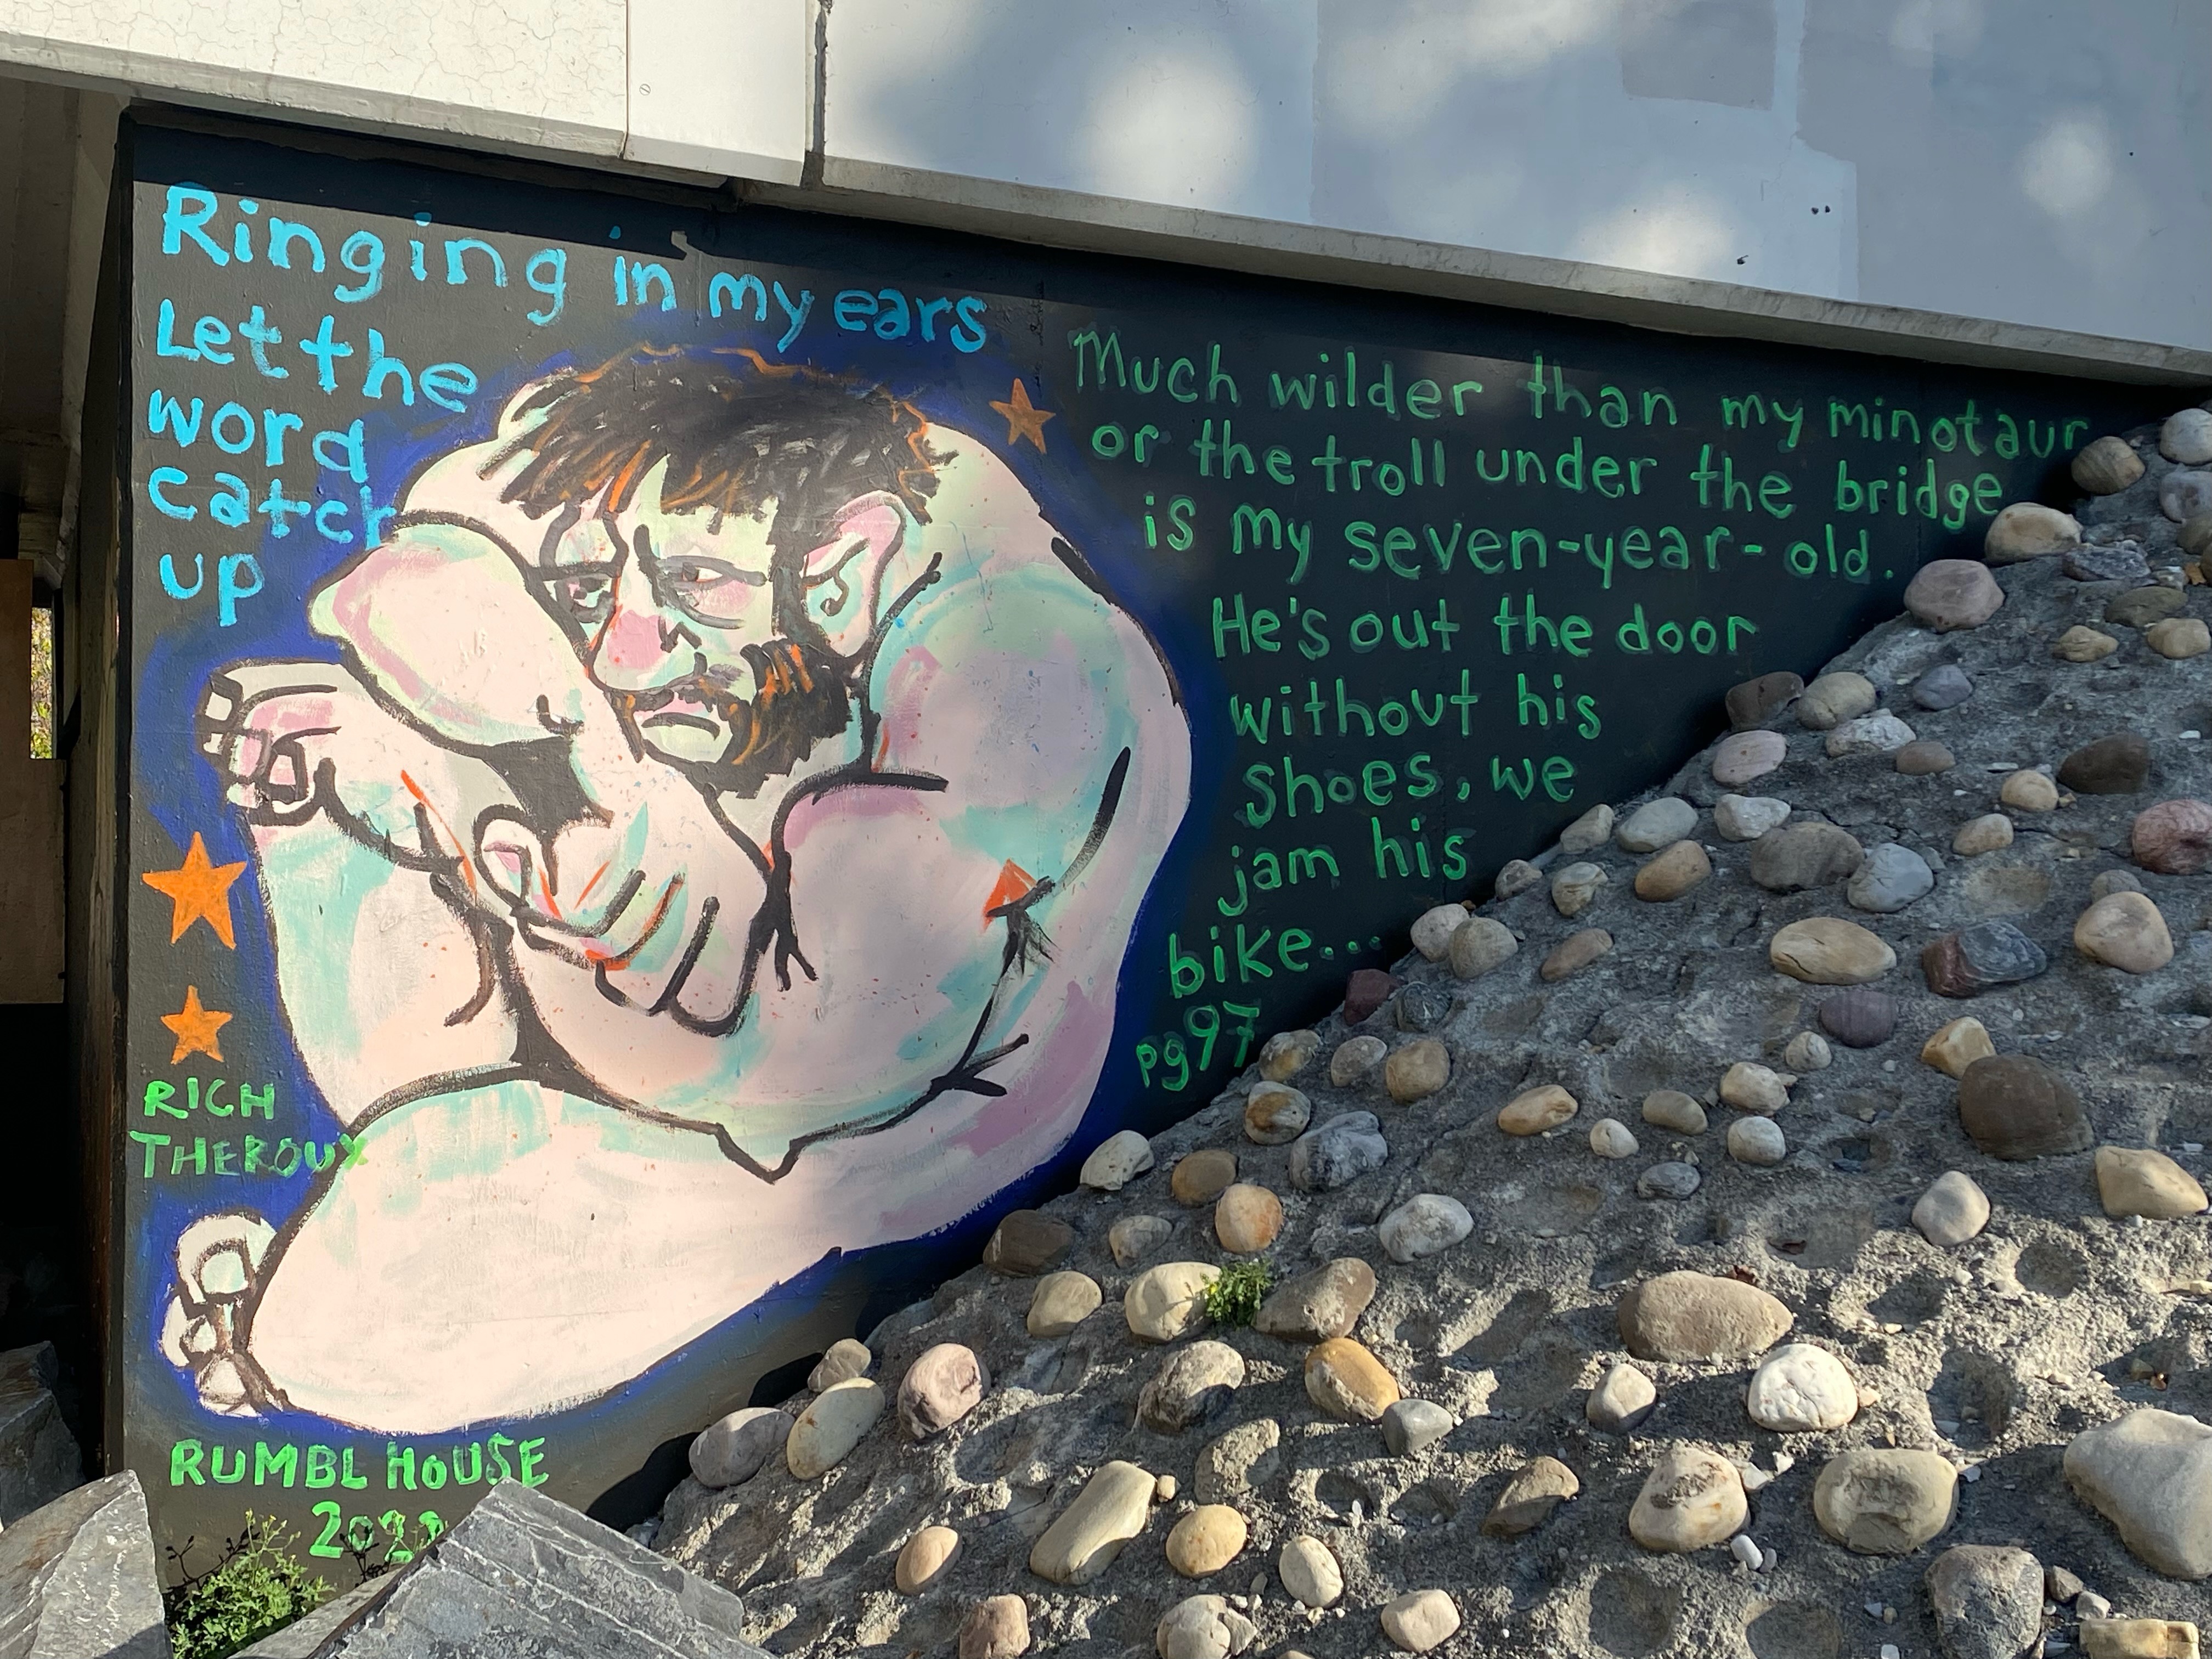 Ringing in my ears
Let the
word
catch
up
Much wilder than my minotaur
or the troll under the bridge
is my seven-year-old.
He's out the door
without his
shoes, we
jam his
bike...
pg97
RICH
THEROUX
RUMBL HOUSE
2022